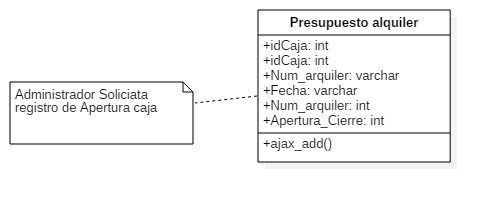 Presupuesto alquiler
+idCaja: int
+idCaja: int
+Num_arquiler: varchar
+Fecha: varchar
+Num_arquiler: int
+Apertura_Cierre: int
+ajax_add()
Administrador Soliciata
registro de Apertura caja